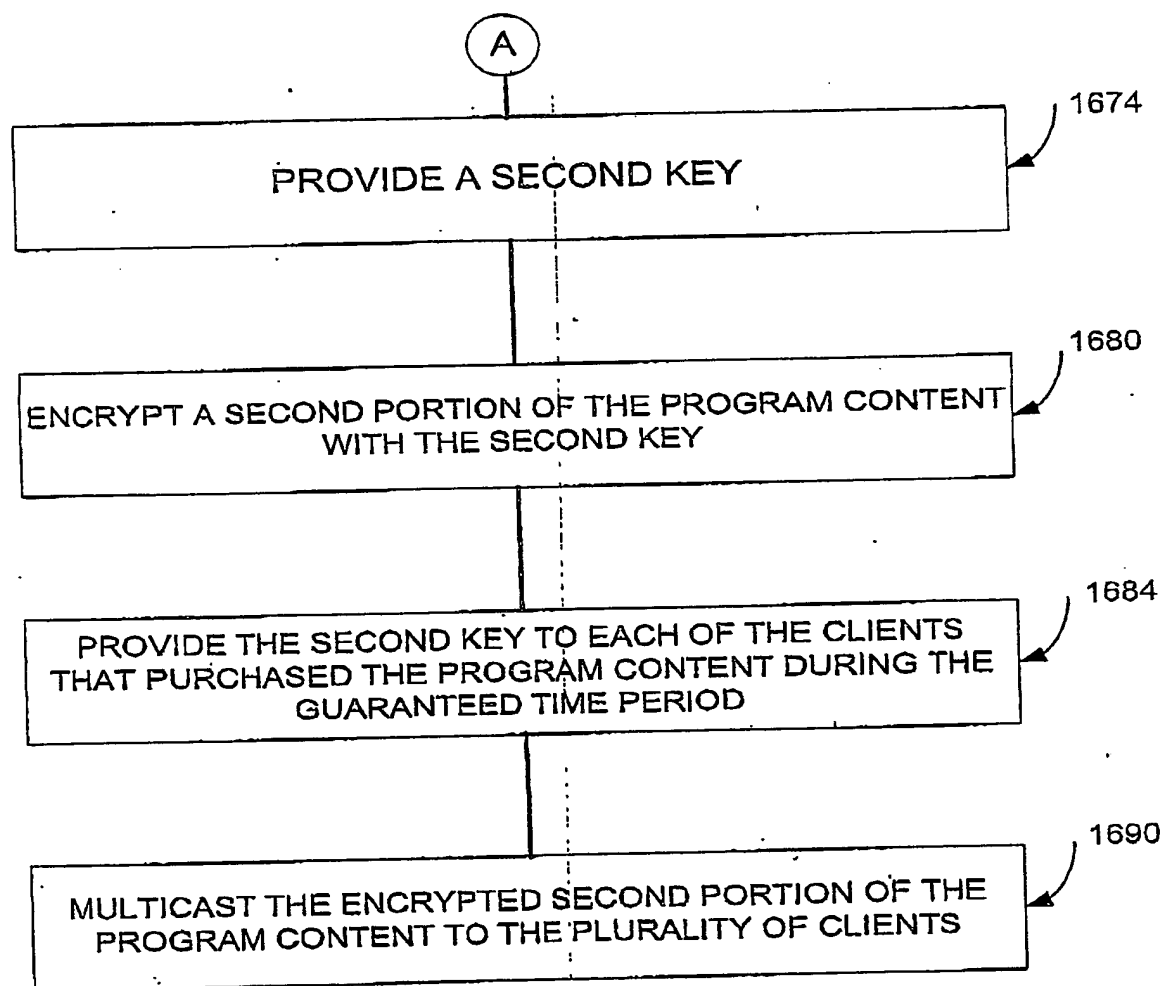 A
1674
PROVIDE A SECOND KEY
1680
ENCRYPT A SECOND PORTION OF THE PROGRAM CONTENT
WITH THE SECOND KEY
1684
PROVIDE THE SECOND KEY TO EACH OF THE CLIENTS
THAT PURCHASED THE PROGRAM CONTENT DURING THE
GUARANTEED TIME PERIOD
1690
MULTICAST THE ENCRYPTED SECOND PORTION OF THE
PROGRAM CONTENT TO THE PLURALITY OF CLIENTS